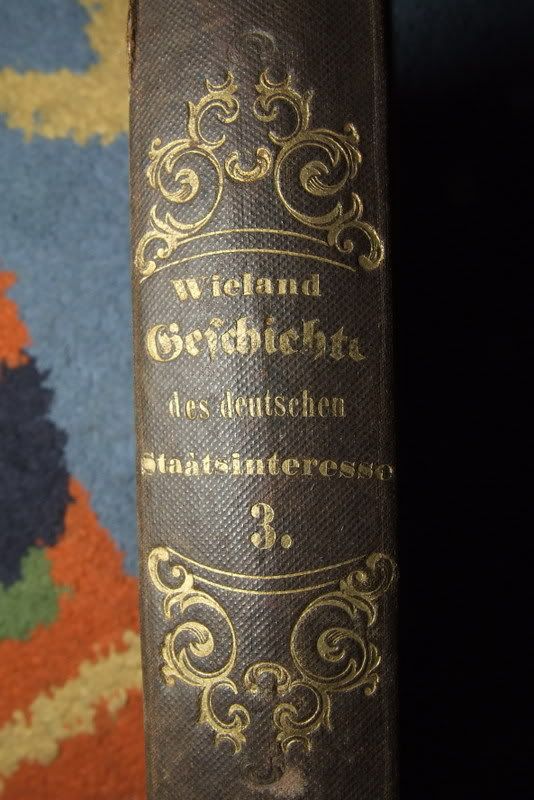 Wieland
Geschichte
des deutschen
Staatsinteresse
3.